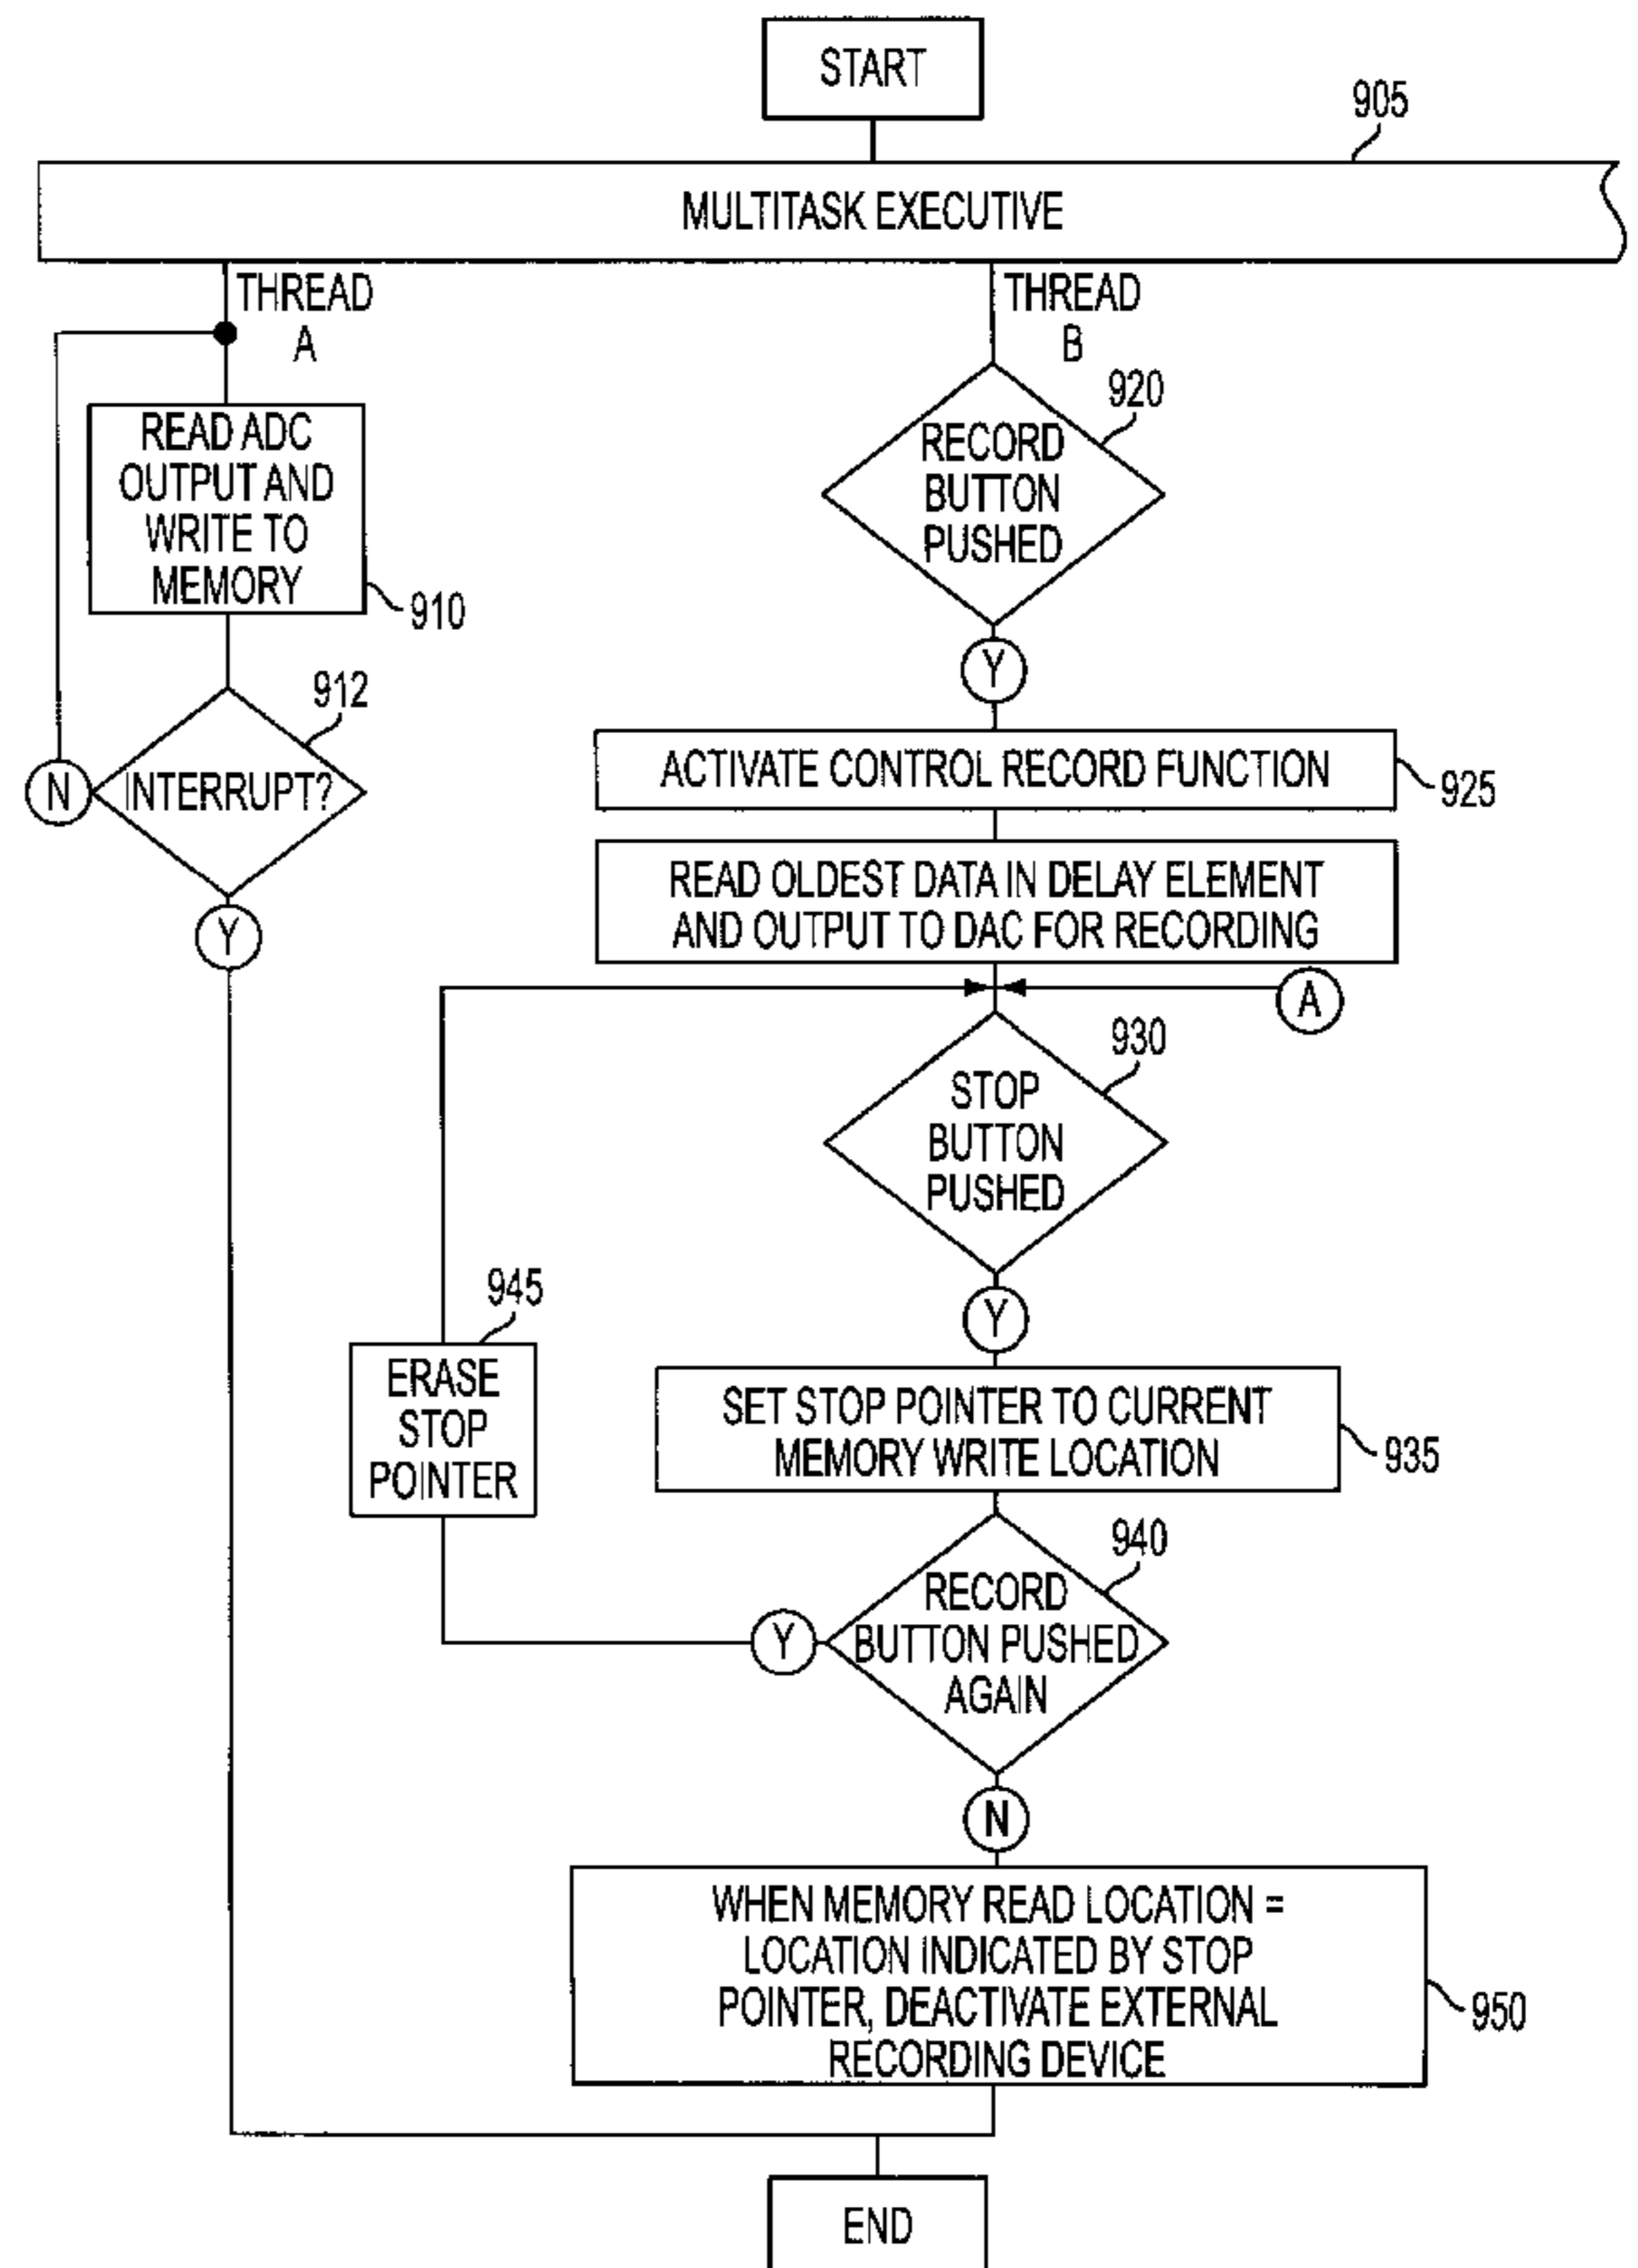 START
905
MULTITASK EXECUTIVE
THREAD
A
THREAD
B
READ ADC
OUTPUT AND
WRITE TO
MEMORY
910
920
RECORD
BUTTON
PUSHED
Y
912
INTERRUPT?
N
Y
ACTIVATE CONTROL RECORD FUNCTION
925
READ OLDEST DATA IN DELAY ELEMENT
AND OUTPUT TO DAC FOR RECORDING
A
930
STOP
BUTTON
PUSHED
Y
945
ERASE
STOP
POINTER
SET STOP POINTER TO CURRENT
MEMORY WRITE LOCATION
935
940
RECORD
BUTTON PUSHED
AGAIN
Y
N
WHEN MEMORY READ LOCATION =
LOCATION INDICATED BY STOP
POINTER, DEACTIVATE EXTERNAL
RECORDING DEVICE
950
END